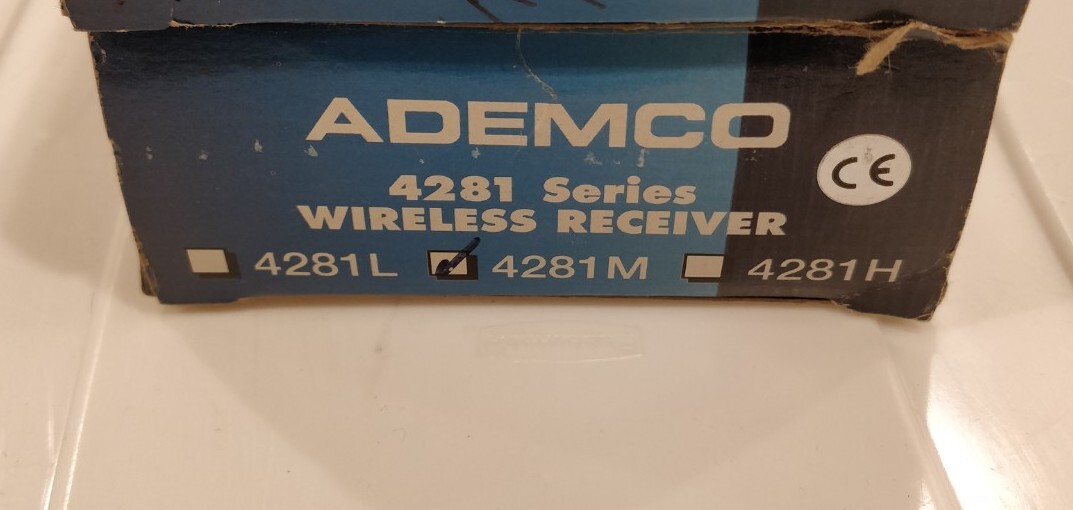 ADEMCO
CE
4281 Series
WIRELESS RECEIVER
4281L 4281M 4281H